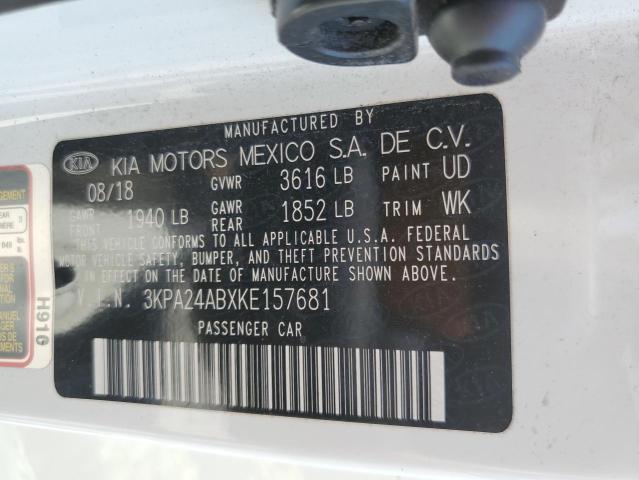 MANUFACTURED BY
KIA KIA MOTORS MEXICO S.A. DE C.V.
08/18 GVWR 3616 LB PAINT UD
GAWR FRONT 1940 LB GAWR REAR 1852 LB TRIM WK
THIS VEHICLE CONFORMS TO ALL APPLICABLE U.S.A. FEDERAL
MOTOR VEHICLE SAFETY, BUMPER, AND THEFT PREVENTION STANDARDS
IN EFFECT ON THE DATE OF MANUFACTURE SHOWN ABOVE.
V.I.N. 3KPA24ABXKE157681
PASSENGER CAR
H916